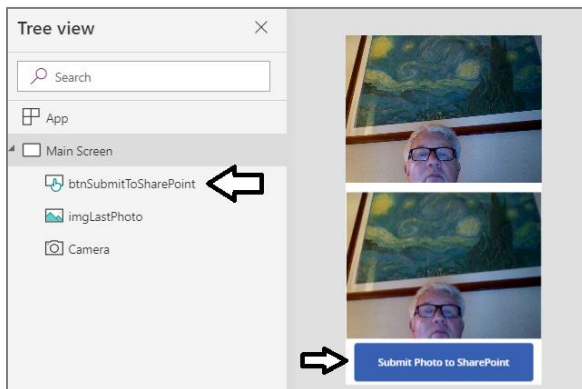 Tree view
Search
App
Main Screen
btnSubmitToSharePoint
imgLastPhoto
Camera
Submit Photo to SharePoint